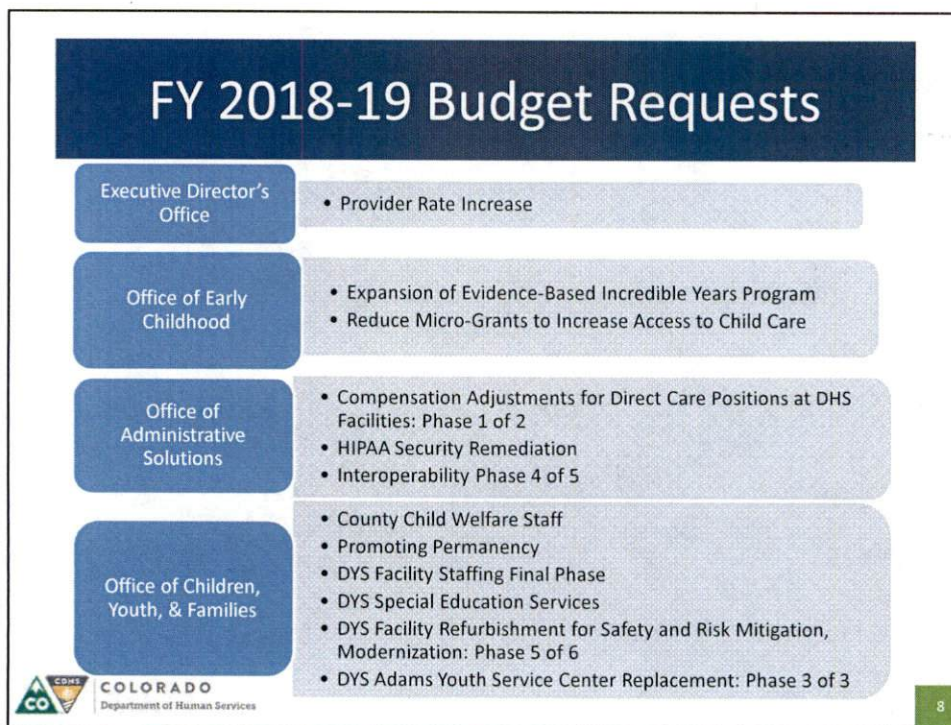 FY 2018-19 Budget Requests
Executive Director's
Office
• Provider Rate Increase
Office of Early
Childhood
• Expansion of Evidence-Based Incredible Years Program
• Reduce Micro-Grants to Increase Access to Child Care
Office of
Administrative
Solutions
• Compensation Adjustments for Direct Care Positions at DHS
Facilities: Phase 1 of 2
• HIPAA Security Remediation
• Interoperability Phase 4 of 5
Office of Children,
Youth, & Families
• County Child Welfare Staff
• Promoting Permanency
• DYS Facility Staffing Final Phase
• DYS Special Education Services
• DYS Facility Refurbishment for Safety and Risk Mitigation,
Modernization: Phase 5 of 6
• DYS Adams Youth Service Center Replacement: Phase 3 of 3
CO
CDHS
COLORADO
Department of Human Services
8